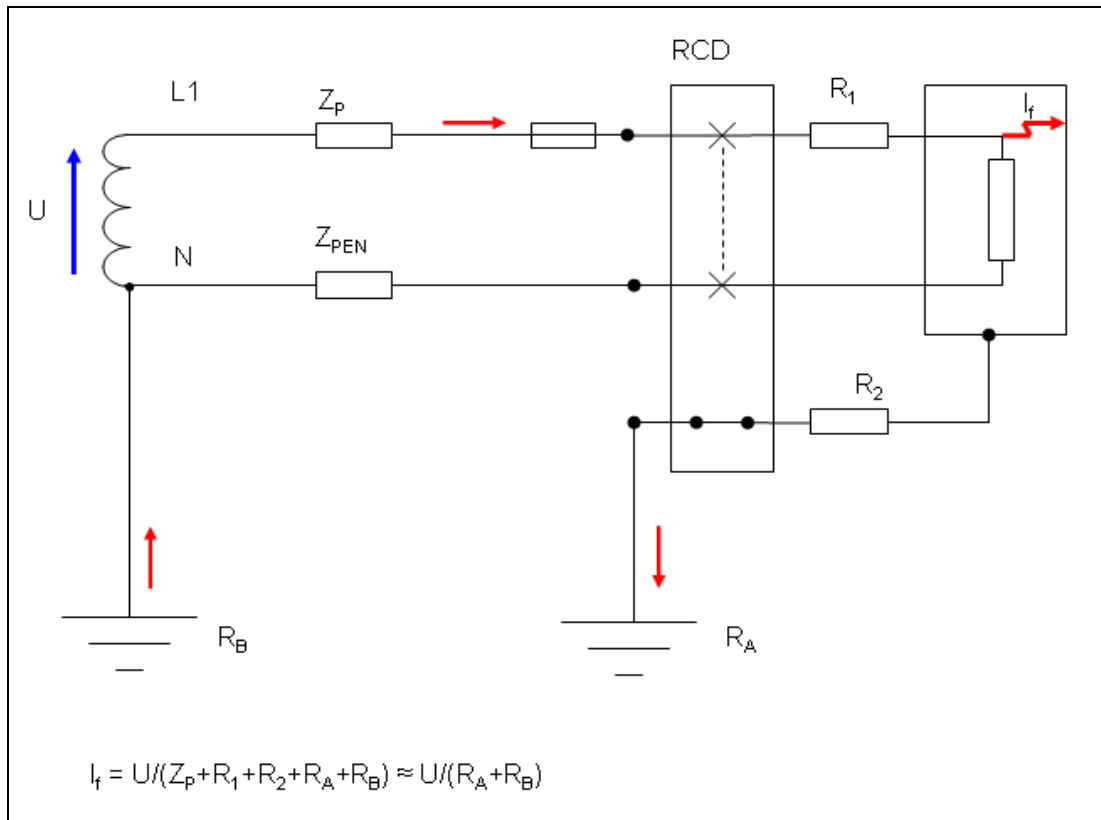 RCD
L1
Z_P
R_1
I_f
U
N
Z_PEN
R_2
R_B
R_A
I_f = U/(Z_P+R_1+R_2+R_A+R_B) ≈ U/(R_A+R_B)